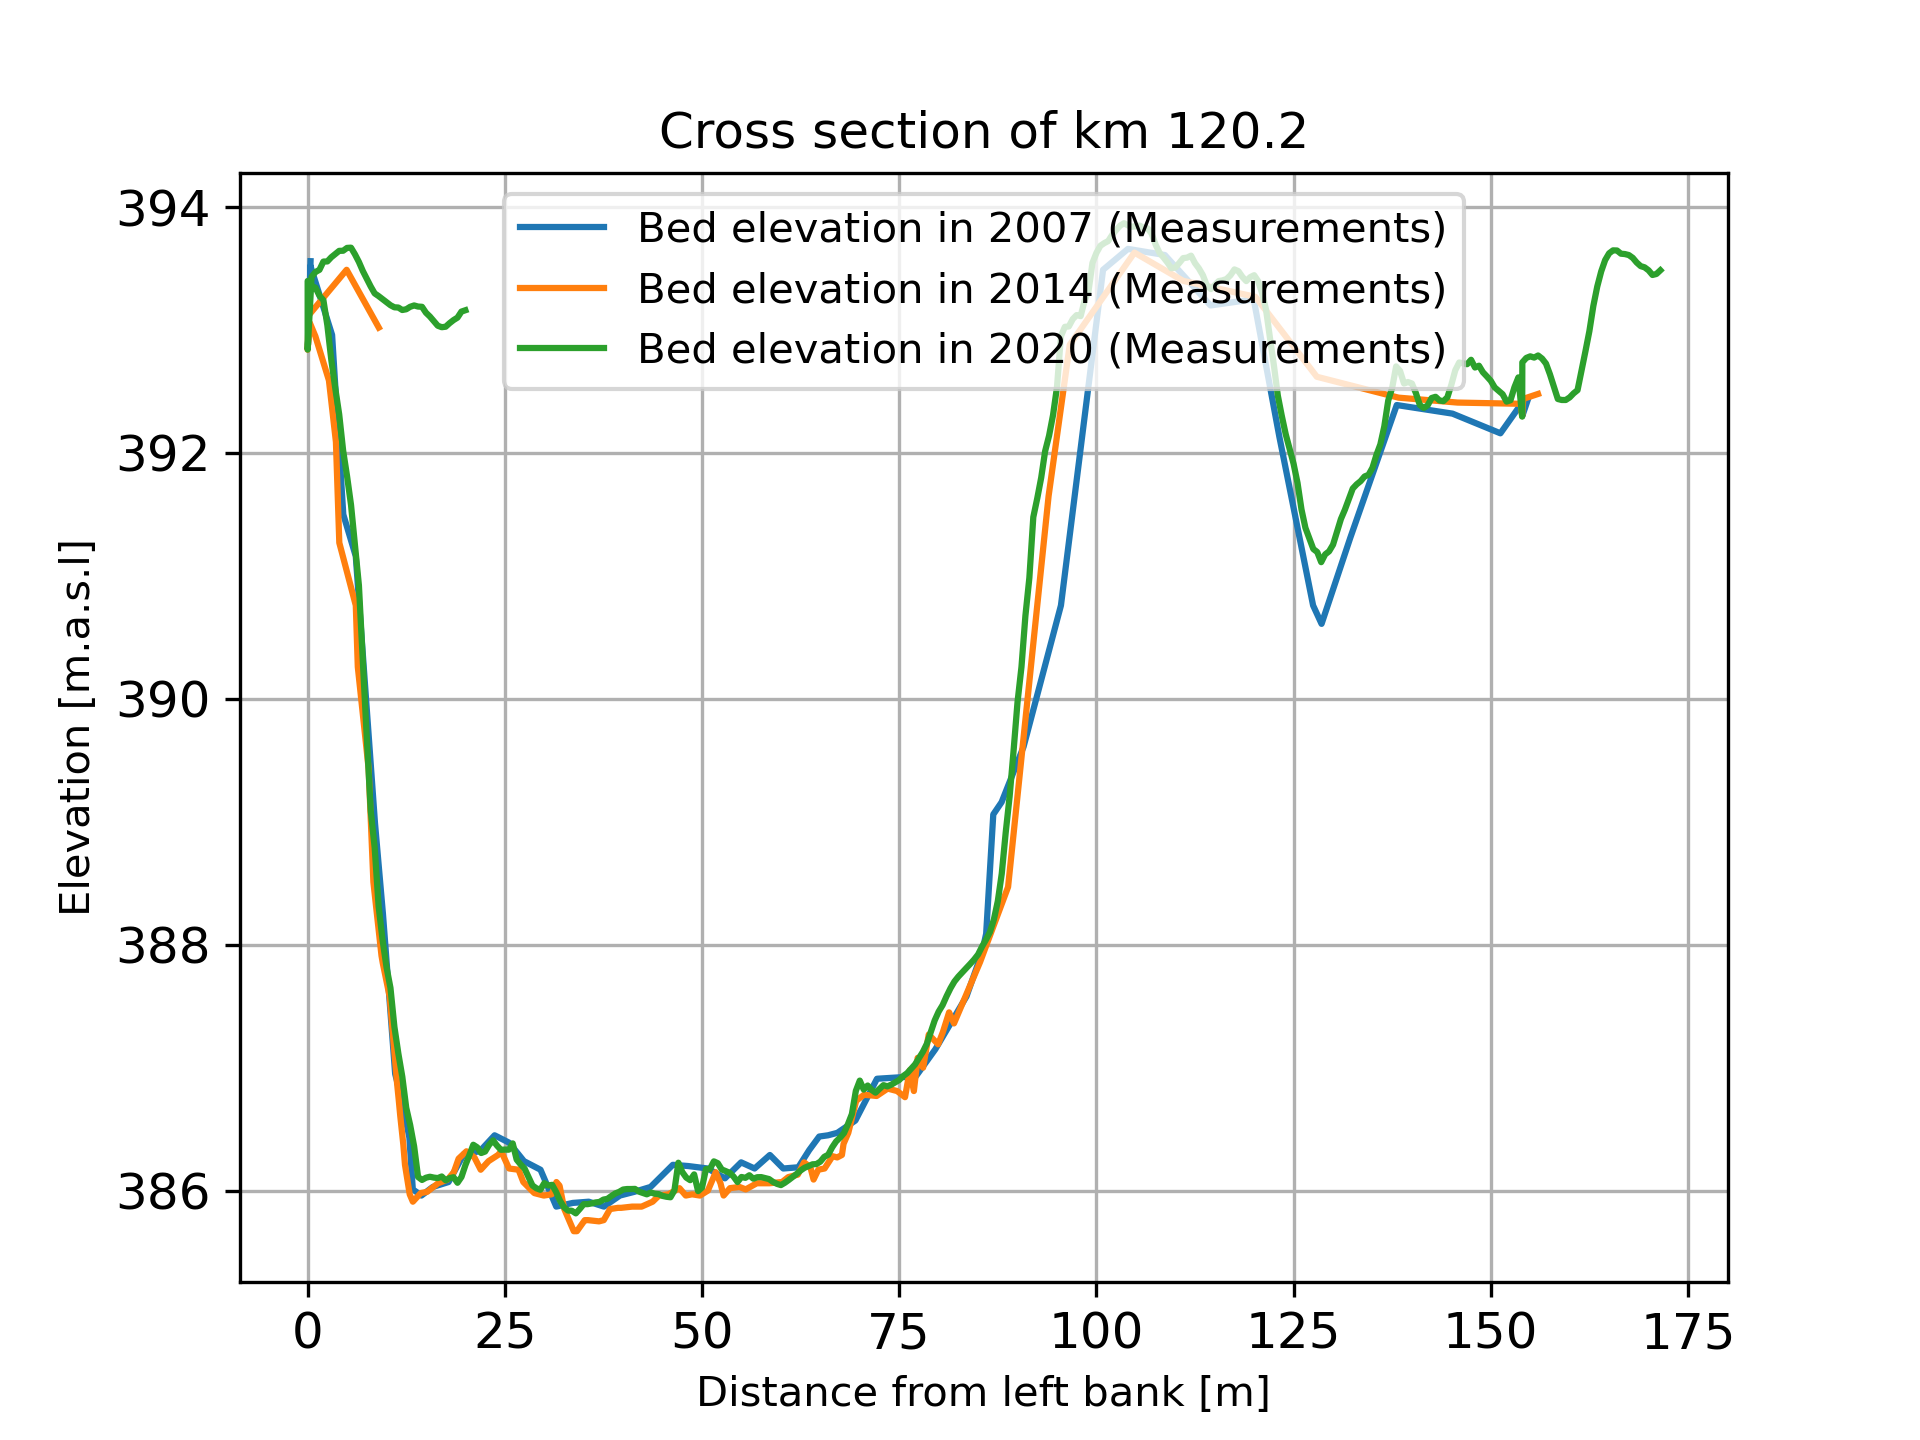 Cross section of km 120.2
Bed elevation in 2007 (Measurements)
Bed elevation in 2014 (Measurements)
Bed elevation in 2020 (Measurements)
Elevation [m.a.s.l]
394
392
390
388
386
0 25 50 75 100 125 150 175
Distance from left bank [m]